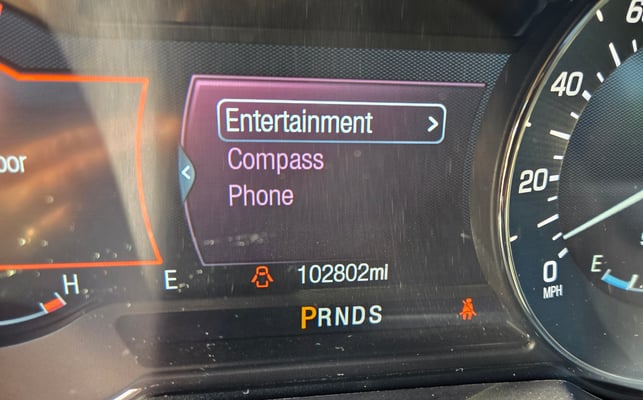 Entertainment >
Compass
<
Phone
H
E
102802mi
PRNDS
40
20
0
MPH
E